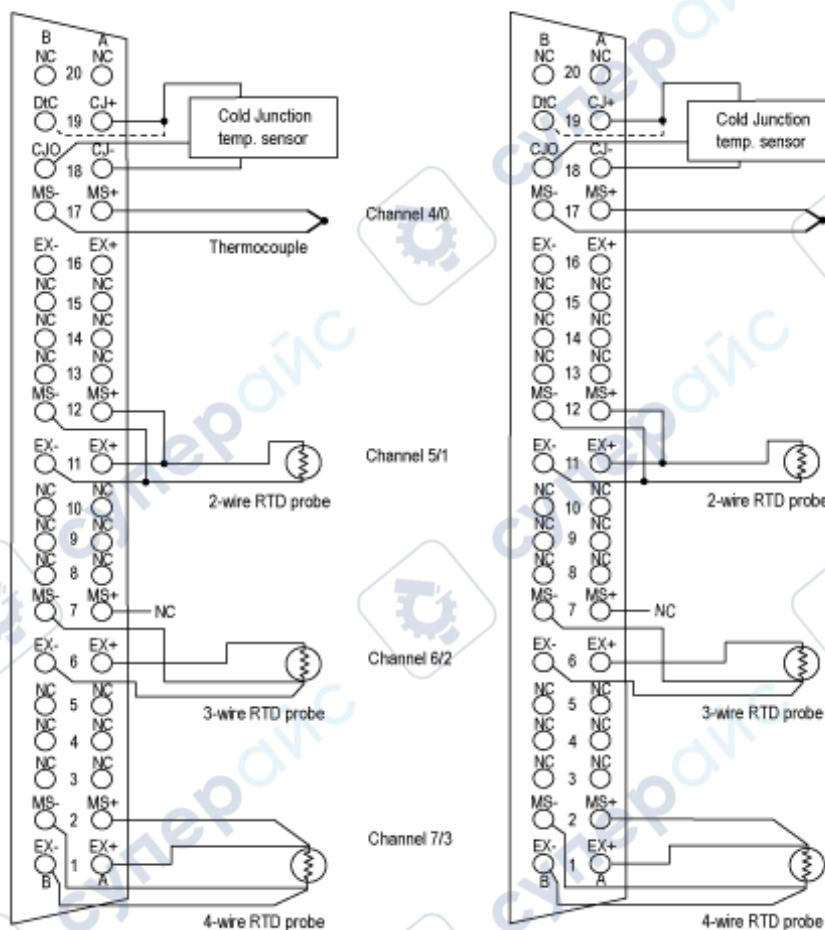 B A
NC NC
20
DtC CJ+
19
Cold Junction
temp. sensor
CJO CJ-
18
MS- MS+
17
Channel 4/0
Thermocouple
EX- EX+
16
NC NC
15
NC NC
14
NC NC
13
MS- MS+
12
EX- EX+
11
Channel 5/1
NC NC
10
2-wire RTD probe
NC NC
9
NC NC
8
MS- MS+
7 NC
EX- EX+
6
Channel 6/2
NC NC
5
3-wire RTD probe
NC NC
4
NC NC
3
MS- MS+
2
Channel 7/3
EX- EX+
1
B A
4-wire RTD probe
B A
NC NC
20
DtC CJ+
19
Cold Junction
temp. sensor
CJO CJ-
18
MS- MS+
17
EX- EX+
16
NC NC
15
NC NC
14
NC NC
13
MS- MS+
12
EX- EX+
11
NC NC
10
2-wire RTD probe
NC NC
9
NC NC
8
MS- MS+
7 NC
EX- EX+
6
NC NC
5
3-wire RTD probe
NC NC
4
NC NC
3
MS- MS+
2
EX- EX+
1
B A
4-wire RTD probe
суперайс
суперайс
суперайс
суперайс
суперайс